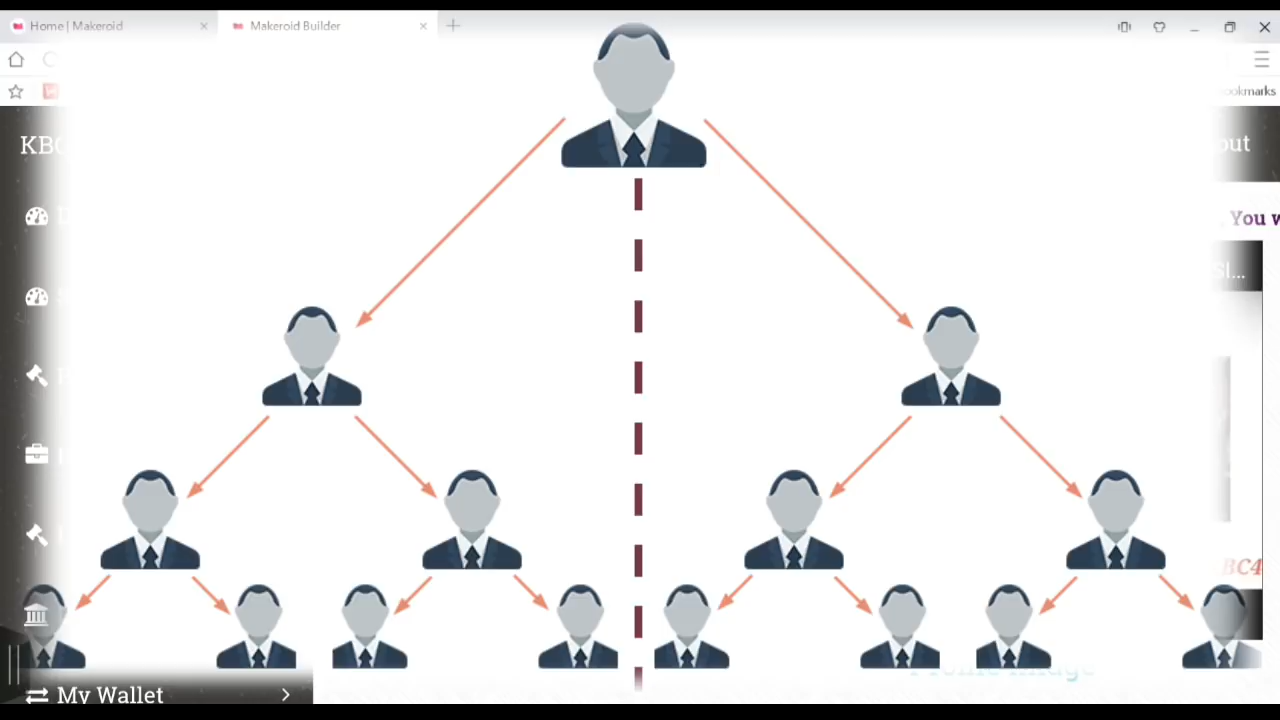 Home | Makeroid
Makeroid Builder
ookmarks
KBC
out
You w
Sl...
BC4
My Wallet